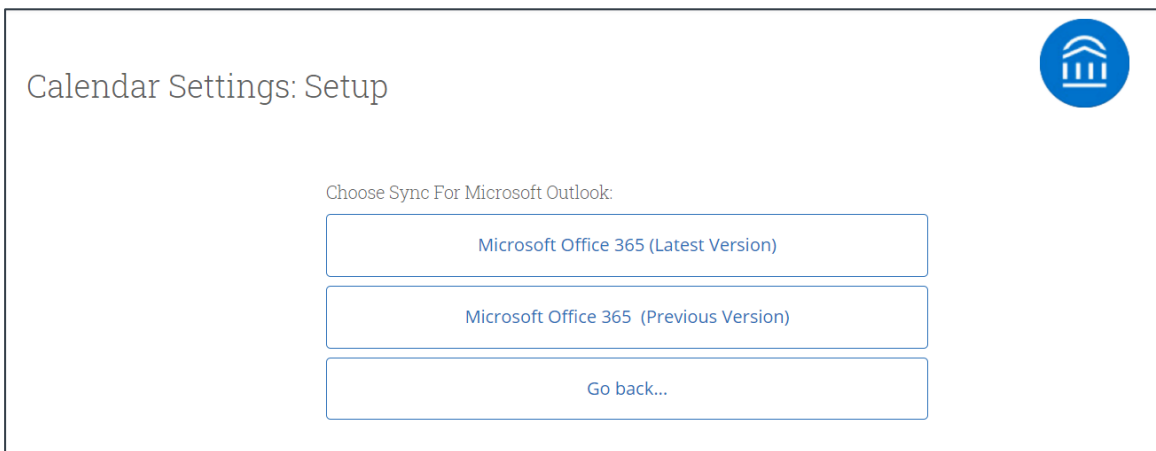 Calendar Settings: Setup
Choose Sync For Microsoft Outlook:
Microsoft Office 365 (Latest Version)
Microsoft Office 365  (Previous Version)
Go back...